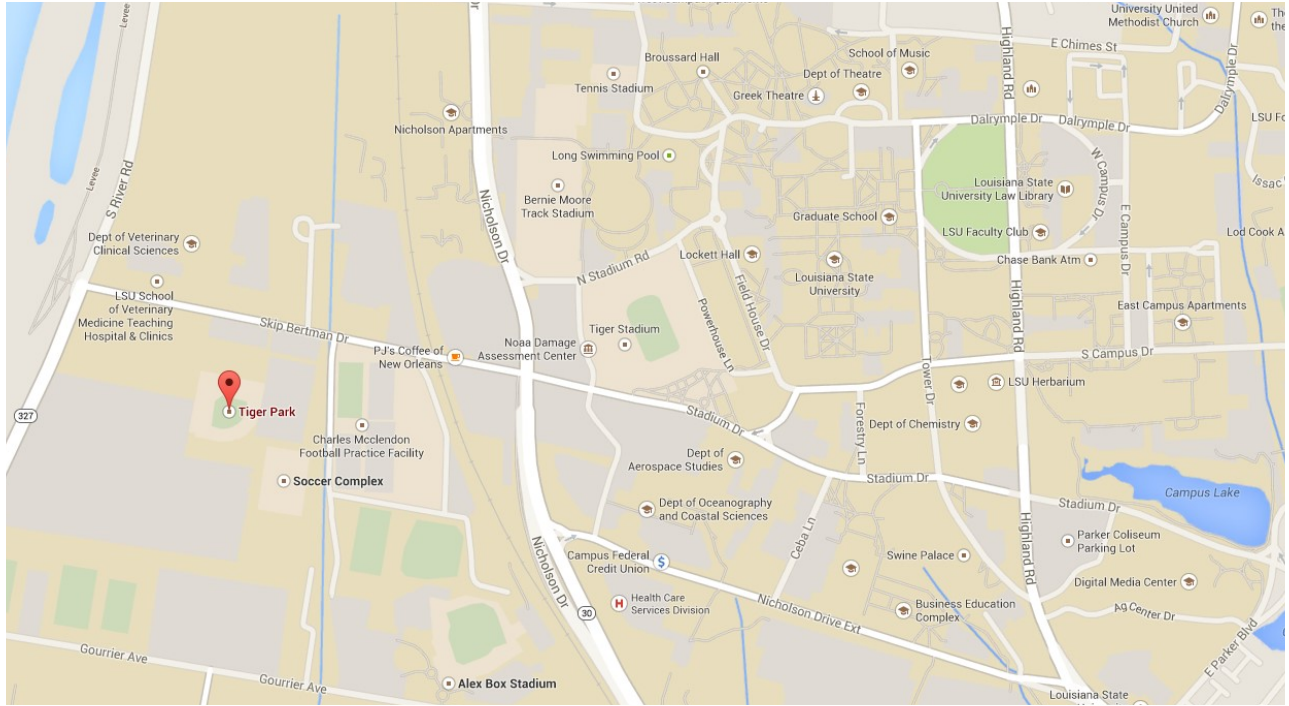 University United
Methodist Church
E Chimes St
School of Music
Broussard Hall
Dept of Theatre
Greek Theatre
Tennis Stadium
Highland Rd
Dalrymple Dr
Levee
Nicholson Apartments
Dalrymple Dr
Dalrymple Dr
Long Swimming Pool
W Campus Dr
Levee
S River Rd
Bernie Moore
Track Stadium
Nicholson Dr
Louisiana State
University Law Library
Issac
Graduate School
E Campus Dr
LSU Faculty Club
Lod Cook A
Dept of Veterinary
Clinical Sciences
N Stadium Rd
Lockett Hall
Chase Bank Atm
Louisiana State
University
LSU School
of Veterinary
Medicine Teaching
Hospital & Clinics
Highland Rd
East Campus Apartments
Field House Dr
Powerhouse Ln
Skip Bertman Dr
Tiger Stadium
Noaa Damage
Assessment Center
PJ's Coffee of
New Orleans
S Campus Dr
Tower Dr
LSU Herbarium
327
Tiger Park
Stadium Dr
Forestry Ln
Dept of Chemistry
Charles Mcclendon
Football Practice Facility
Dept of
Aerospace Studies
Soccer Complex
Stadium Dr
Campus Lake
Stadium Dr
Dept of Oceanography
and Coastal Sciences
Ceba Ln
Highland Rd
Parker Coliseum
Parking Lot
Swine Palace
Campus Federal
Credit Union
$
Nicholson Dr
Digital Media Center
H
Health Care
Services Division
30
Nicholson Drive Ext
Business Education
Complex
Ag Center Dr
E Parker Blvd
Gourrier Ave
Gourrier Ave
Alex Box Stadium
Louisiana State